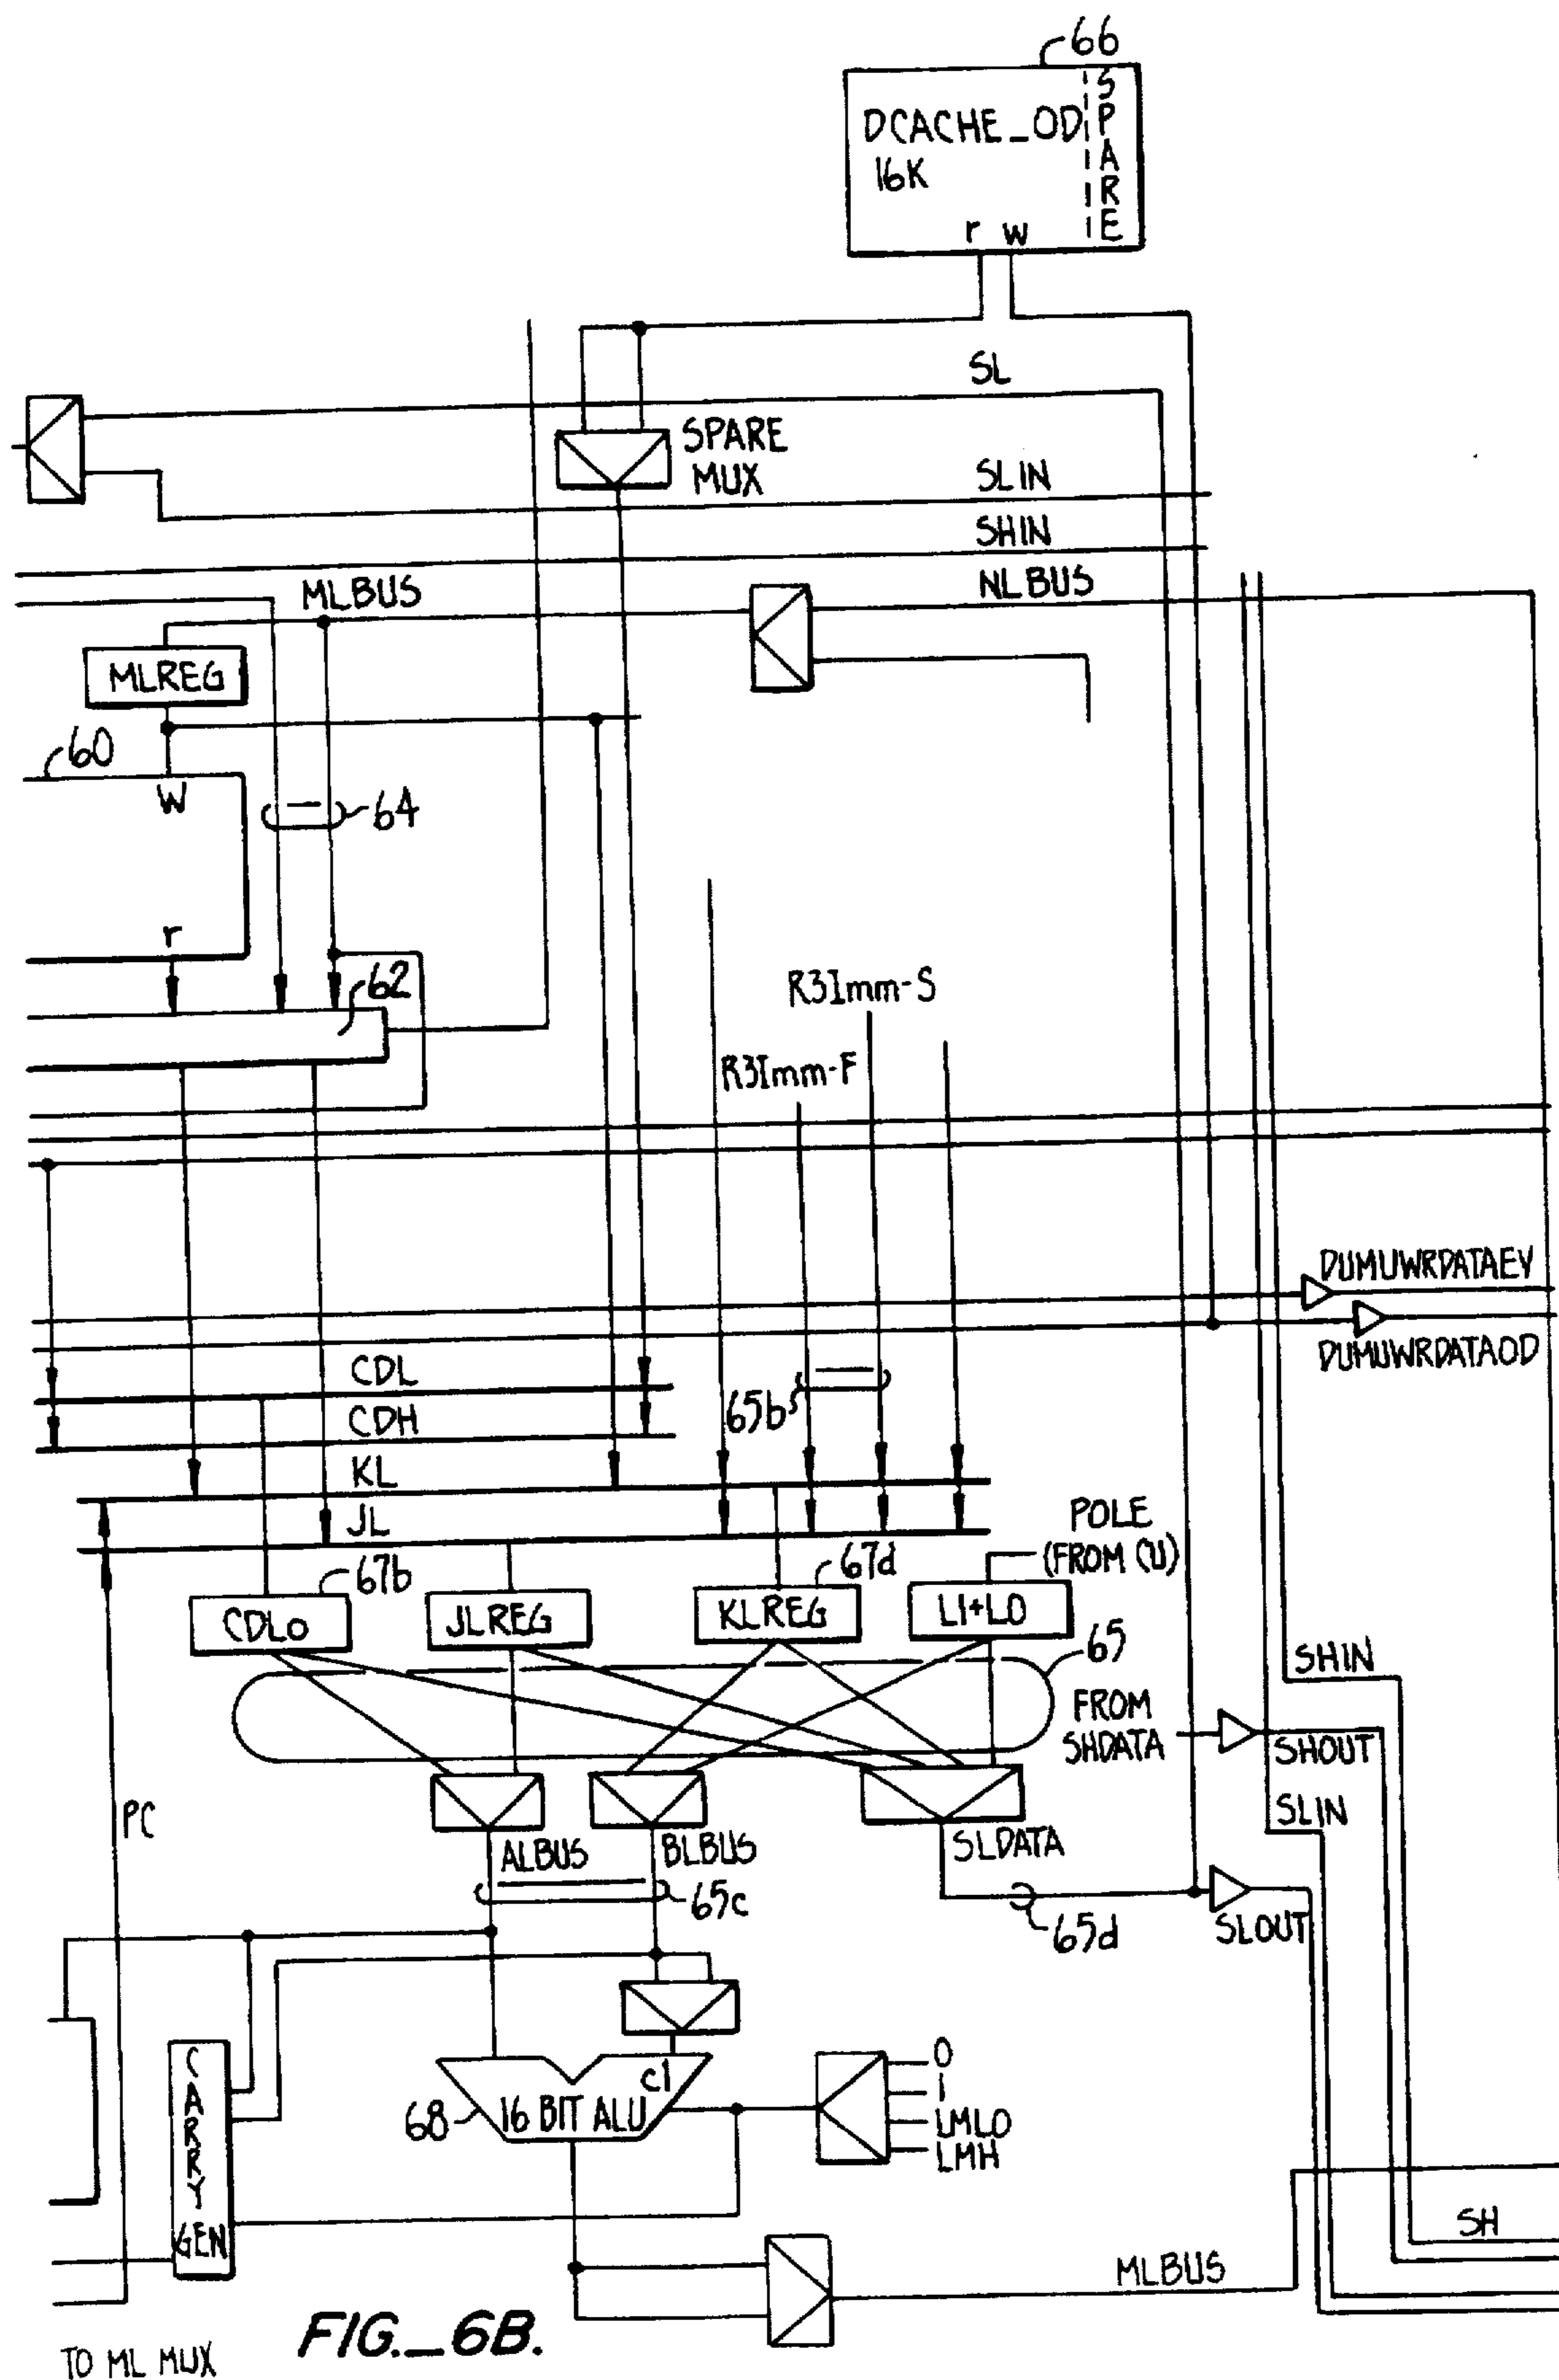 66
DCACHE_OD
16K
SPARE
r w
SL
SPARE
MUX
SLIN
SHIN
NLBUS
MLBUS
MLREG
60
W
64
r
62
R3Imm-S
R3Imm-F
DUMUWRDATAEV
DUMUWRDATAOD
CDL
CDH
65b
KL
JL
POLE
(FROM CU)
67b
67d
CDLo
JLREG
KLREG
LI+LO
65
SHIN
FROM
SHDATA
SHOUT
PC
ALBUS
BLBUS
SLDATA
SLIN
65c
65d
SLOUT
CARRY
GEN
c1
16 BIT ALU
68
0
1
LMLO
LMH
SH
MLBUS
FIG._6B.
TO ML MUX